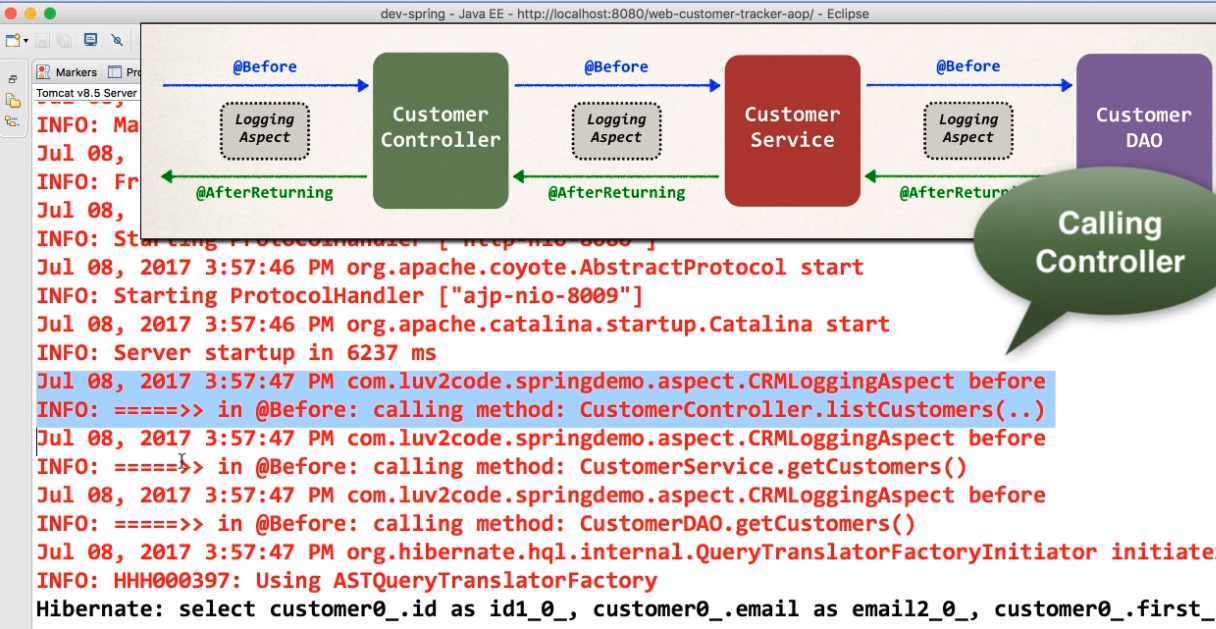 dev-spring - Java EE - http://localhost:8080/web-customer-tracker-aop/ - Eclipse
Markers
Tomcat v8.5 Server
@Before
@Before
@Before
Logging
Aspect
Customer
Controller
Logging
Aspect
Customer
Service
Logging
Aspect
Customer
DAO
@AfterReturning
@AfterReturning
Calling
Controller
INFO: Ma
Jul 08,
INFO: Fr
Jul 08,
INFO: Starting ProtocolHandler ["http-nio-8080"]
Jul 08, 2017 3:57:46 PM org.apache.coyote.AbstractProtocol start
INFO: Starting ProtocolHandler ["ajp-nio-8009"]
Jul 08, 2017 3:57:46 PM org.apache.catalina.startup.Catalina start
INFO: Server startup in 6237 ms
Jul 08, 2017 3:57:47 PM com.luv2code.springdemo.aspect.CRMLoggingAspect before
INFO: =====>> in @Before: calling method: CustomerController.listCustomers(..)
Jul 08, 2017 3:57:47 PM com.luv2code.springdemo.aspect.CRMLoggingAspect before
INFO: =====>> in @Before: calling method: CustomerService.getCustomers()
Jul 08, 2017 3:57:47 PM com.luv2code.springdemo.aspect.CRMLoggingAspect before
INFO: =====>> in @Before: calling method: CustomerDAO.getCustomers()
Jul 08, 2017 3:57:47 PM org.hibernate.hql.internal.QueryTranslatorFactoryInitiator initiate
INFO: HHH000397: Using ASTQueryTranslatorFactory
Hibernate: select customer0_.id as id1_0_, customer0_.email as email2_0_, customer0_.first_